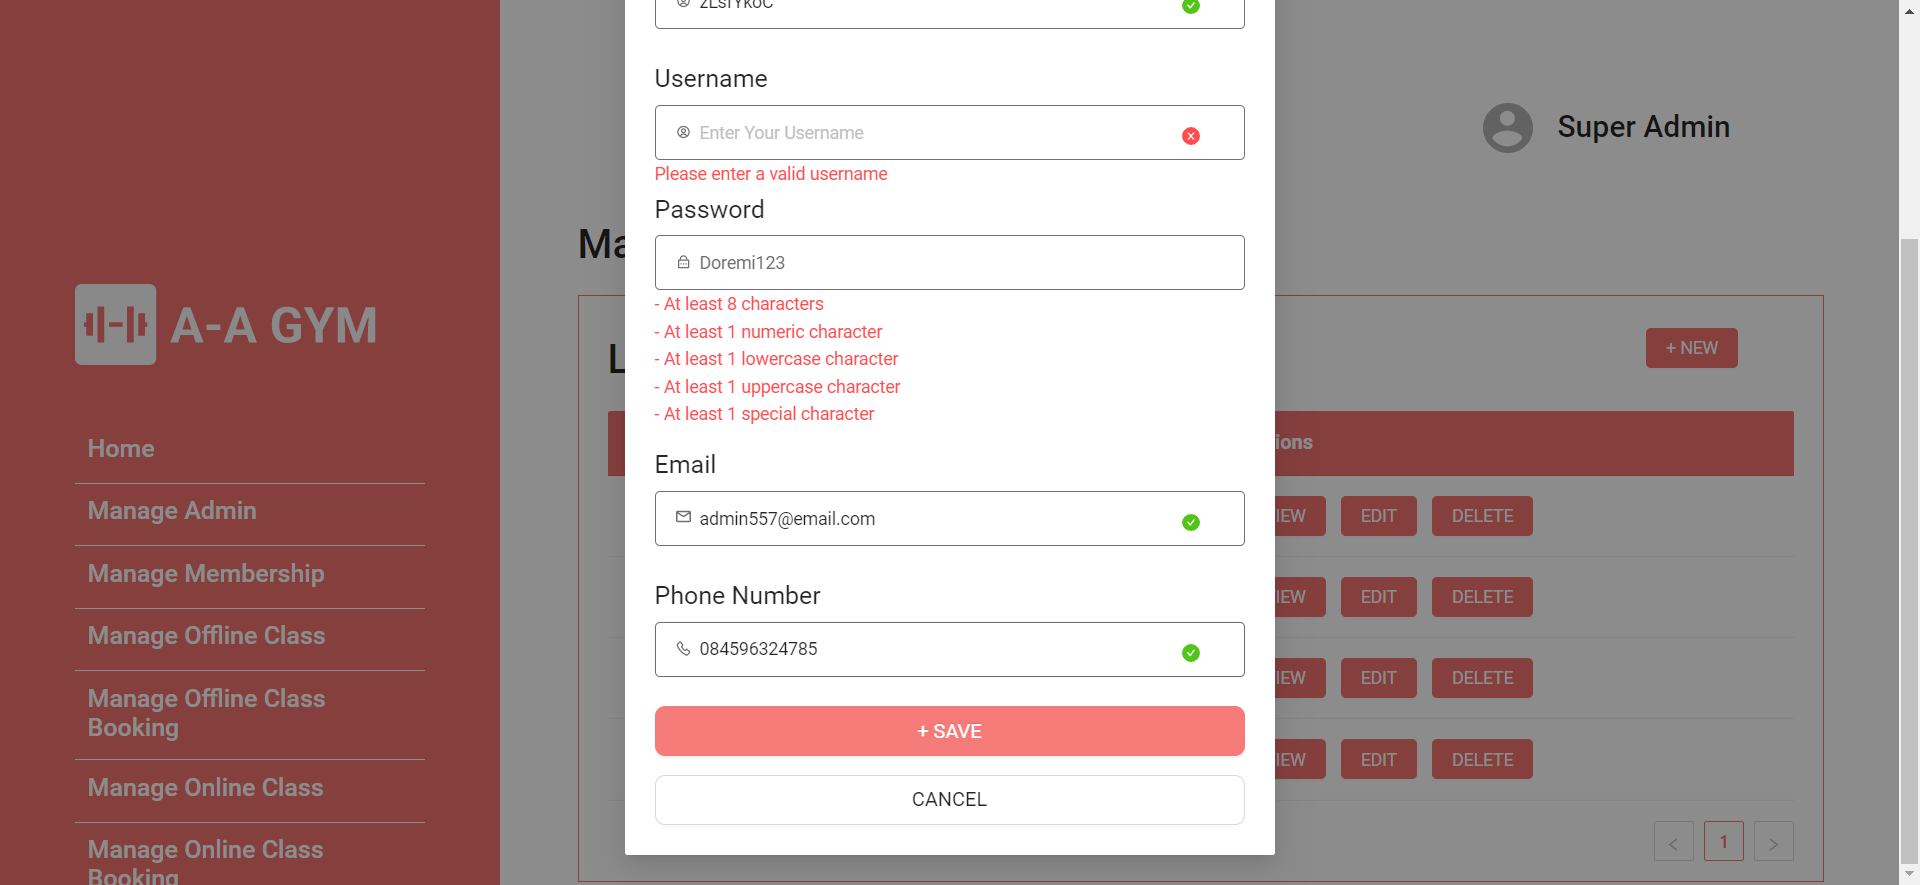 Username
Enter Your Username
Please enter a valid username
Password
Doremi123
- At least 8 characters
- At least 1 numeric character
- At least 1 lowercase character
- At least 1 uppercase character
- At least 1 special character
Email
admin557@email.com
Phone Number
084596324785
+ SAVE
CANCEL
A-A GYM
Home
Manage Admin
Manage Membership
Manage Offline Class
Manage Offline Class
Booking
Manage Online Class
Manage Online Class
Booking
Super Admin
Ma
L
+ NEW
ions
IEW EDIT DELETE
IEW EDIT DELETE
IEW EDIT DELETE
IEW EDIT DELETE
< 1 >